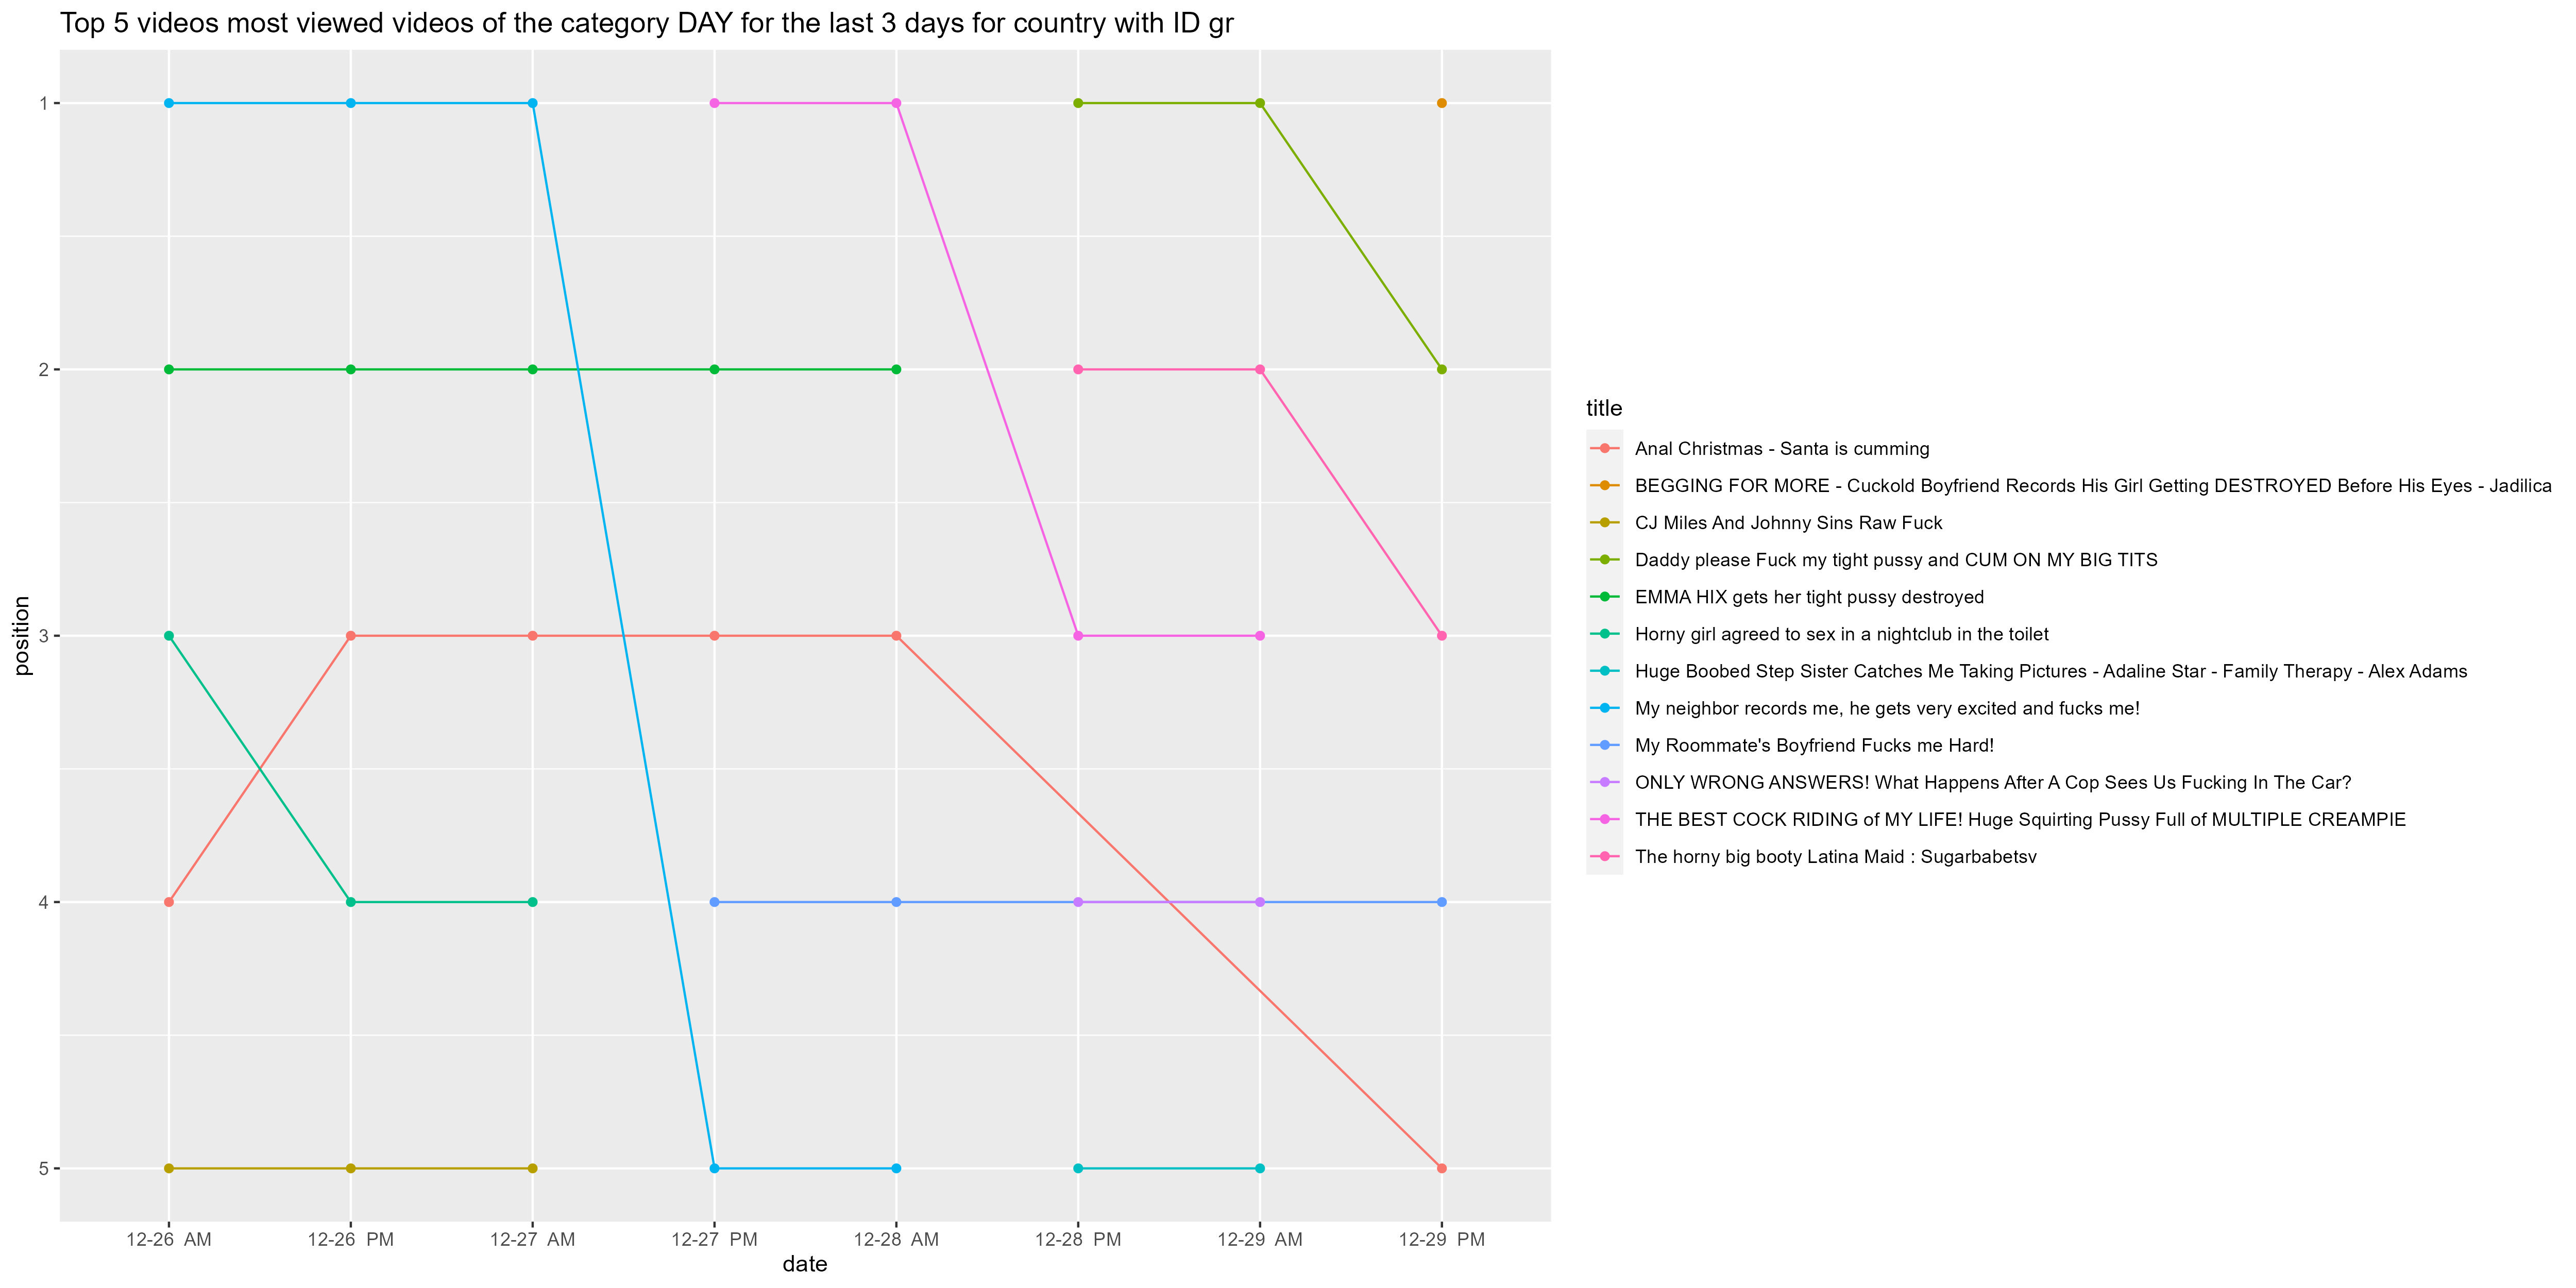 Top 5 videos most viewed videos of the category DAY for the last 3 days for country with ID gr
position
1
2
3
4
5
12-26 AM
12-26 PM
12-27 AM
12-27 PM
12-28 AM
12-28 PM
12-29 AM
12-29 PM
date
title
Anal Christmas - Santa is cumming
BEGGING FOR MORE - Cuckold Boyfriend Records His Girl Getting DESTROYED Before His Eyes - Jadilica
CJ Miles And Johnny Sins Raw Fuck
Daddy please Fuck my tight pussy and CUM ON MY BIG TITS
EMMA HIX gets her tight pussy destroyed
Horny girl agreed to sex in a nightclub in the toilet
Huge Boobed Step Sister Catches Me Taking Pictures - Adaline Star - Family Therapy - Alex Adams
My neighbor records me, he gets very excited and fucks me!
My Roommate's Boyfriend Fucks me Hard!
ONLY WRONG ANSWERS! What Happens After A Cop Sees Us Fucking In The Car?
THE BEST COCK RIDING of MY LIFE! Huge Squirting Pussy Full of MULTIPLE CREAMPIE
The horny big booty Latina Maid : Sugarbabetsv